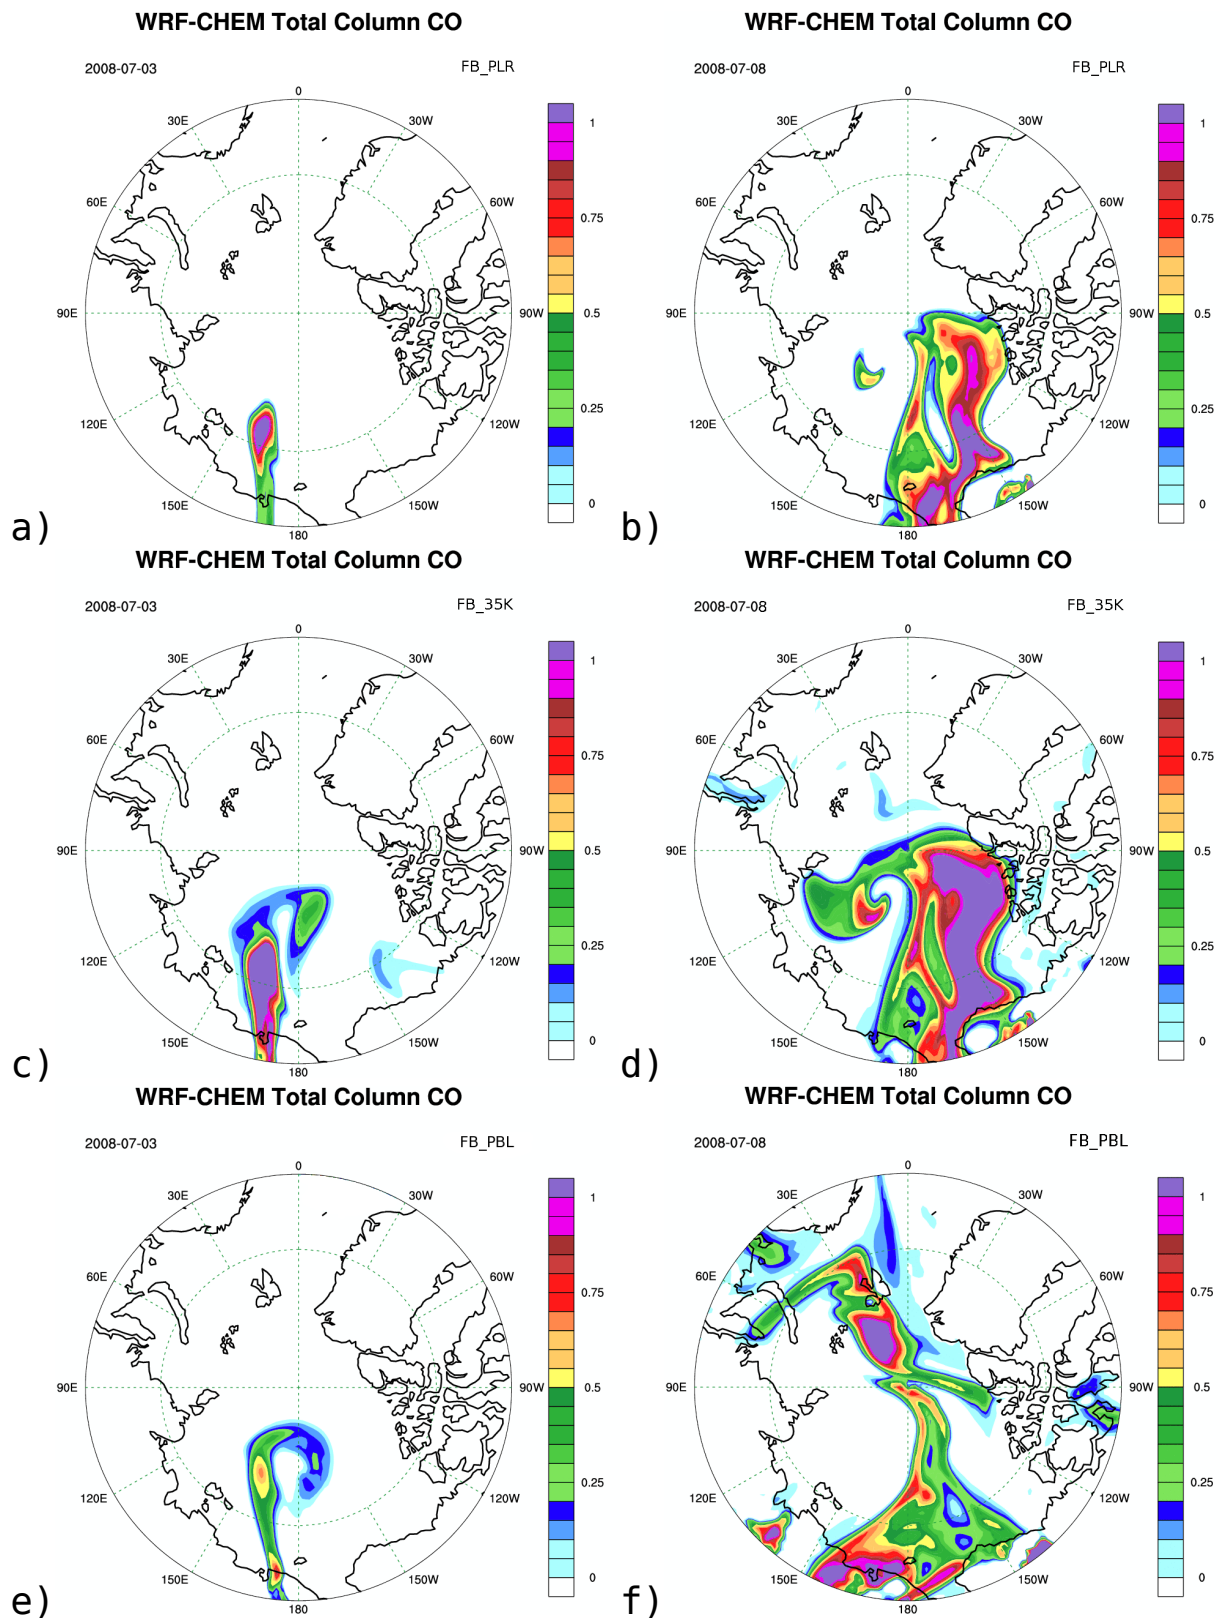 WRF-CHEM Total Column CO
WRF-CHEM Total Column CO
2008-07-03 FB_PLR
2008-07-08 FB_PLR
0
30E 30W
60E 60W
90E 90W
120E 120W
150E 150W
180
1
0.75
0.5
0.25
0
a)
0
30E 30W
60E 60W
90E 90W
120E 120W
150E 150W
180
1
0.75
0.5
0.25
0
b)
WRF-CHEM Total Column CO
WRF-CHEM Total Column CO
2008-07-03 FB_35K
2008-07-08 FB_35K
0
30E 30W
60E 60W
90E 90W
120E 120W
150E 150W
180
1
0.75
0.5
0.25
0
c)
0
30E 30W
60E 60W
90E 90W
120E 120W
150E 150W
180
1
0.75
0.5
0.25
0
d)
WRF-CHEM Total Column CO
WRF-CHEM Total Column CO
2008-07-03 FB_PBL
2008-07-08 FB_PBL
0
30E 30W
60E 60W
90E 90W
120E 120W
150E 150W
180
1
0.75
0.5
0.25
0
e)
0
30E 30W
60E 60W
90E 90W
120E 120W
150E 150W
180
1
0.75
0.5
0.25
0
f)